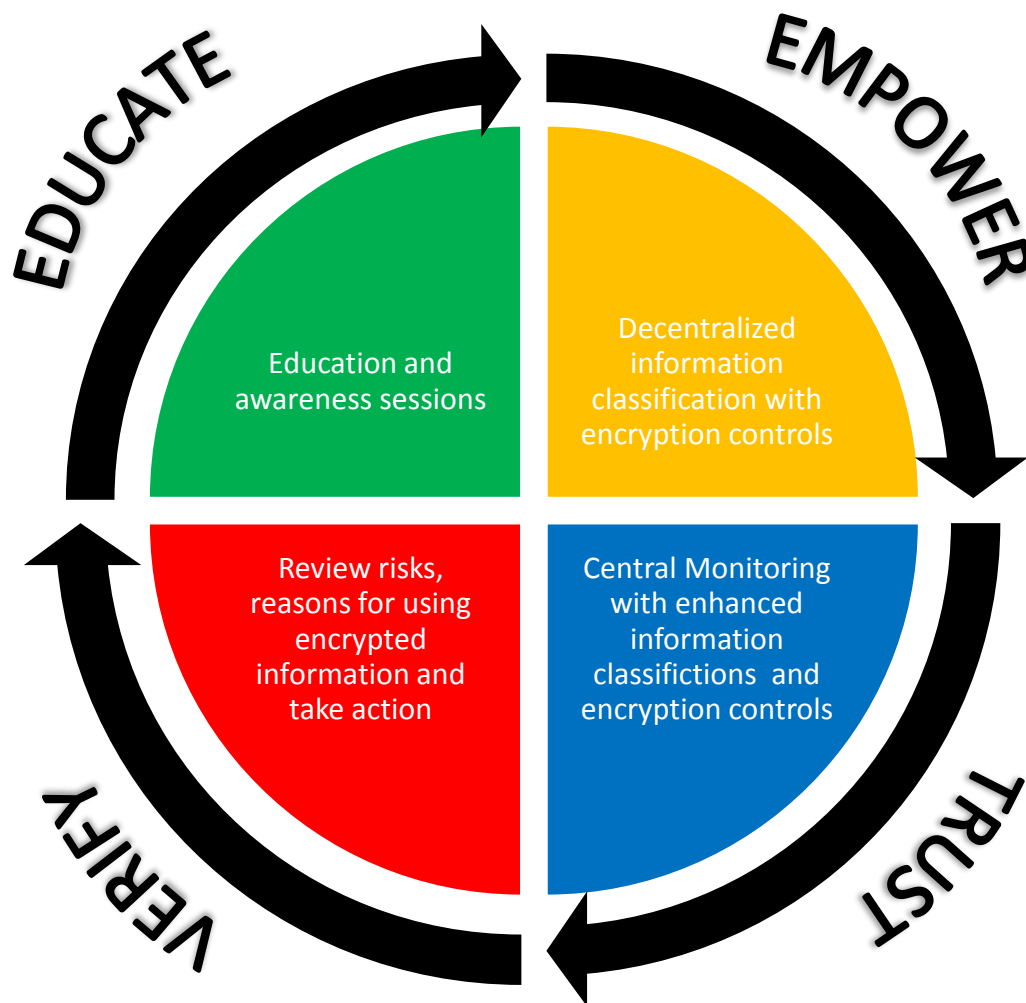 EDUCATE
EMPOWER
Education and
awareness sessions
Decentralized
information
classification with
encryption controls
Review risks,
reasons for using
encrypted
information and
take action
Central Monitoring
with enhanced
information
classifictions  and
encryption controls
VERIFY
TRUST